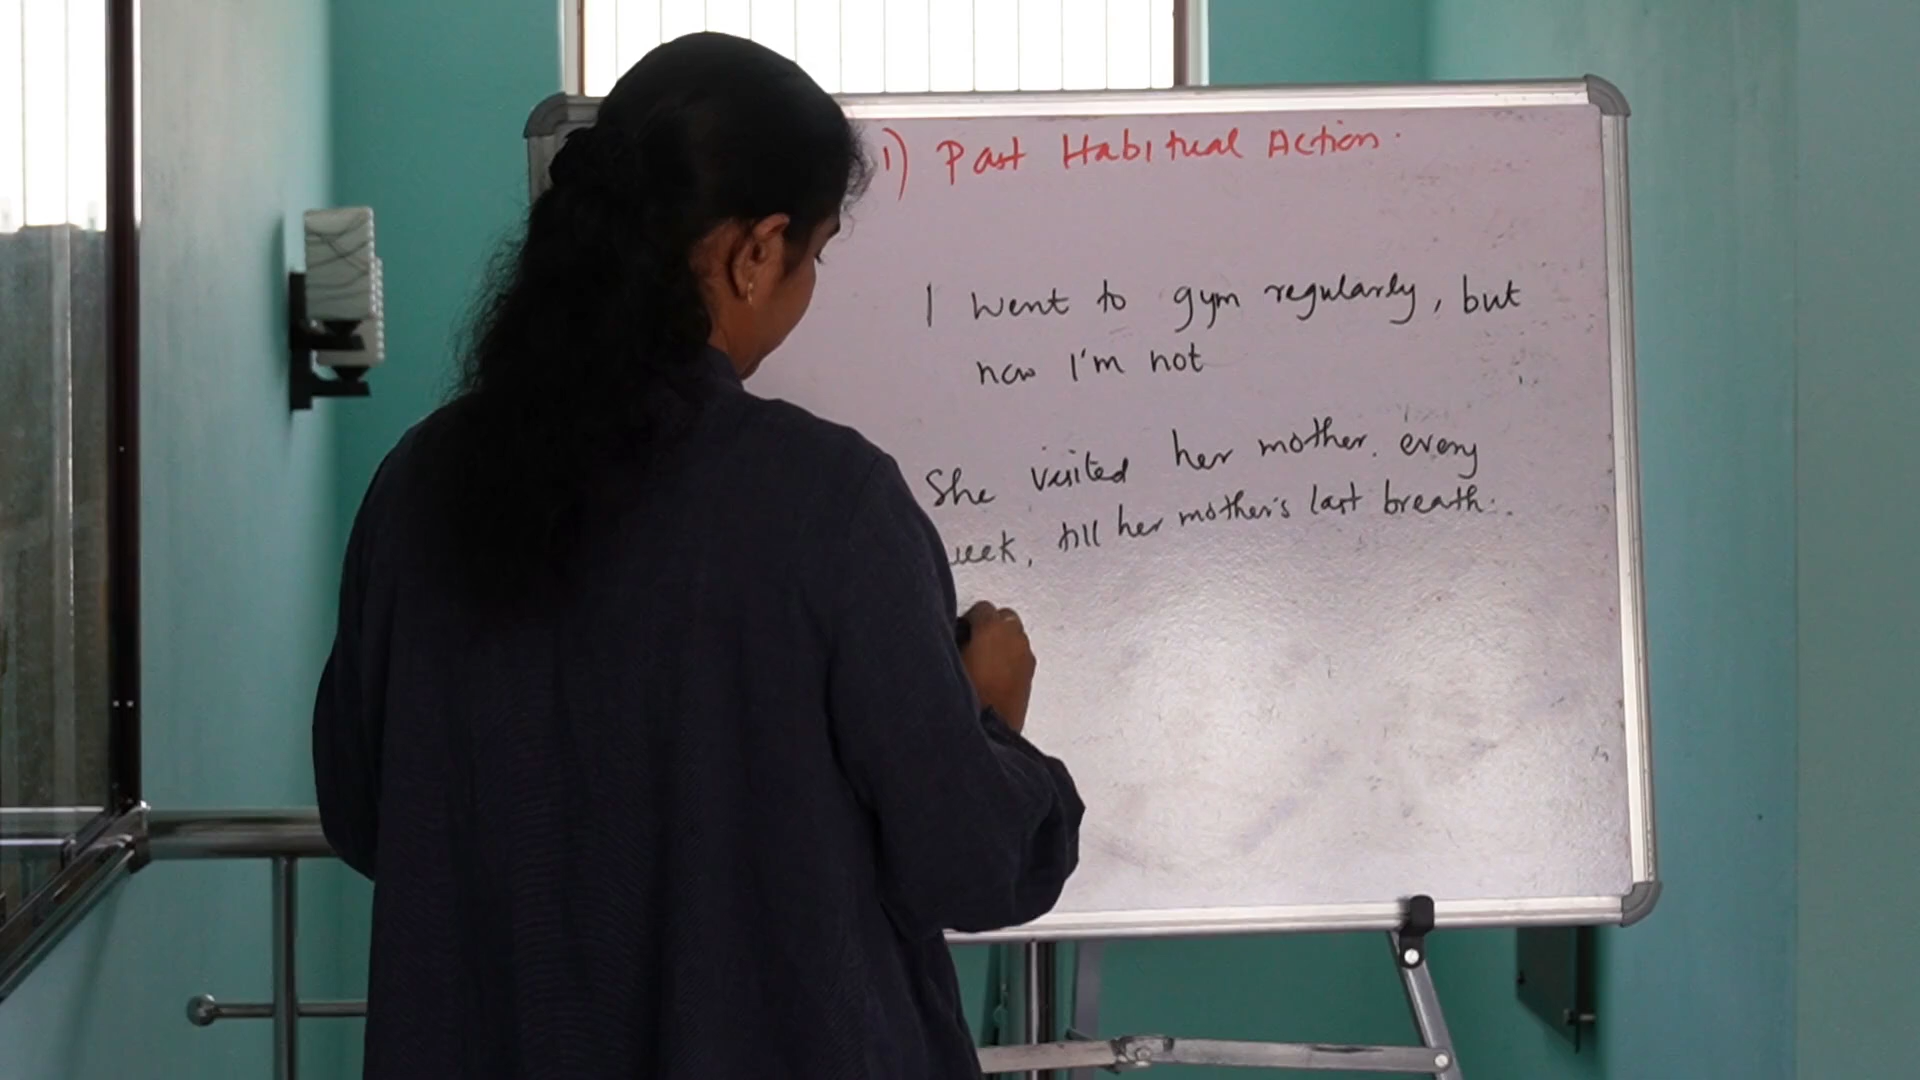 1) Past Habitual Action.
I went to gym regularly, but
now I'm not
She visited her mother. every
week, till her mother's last breath.